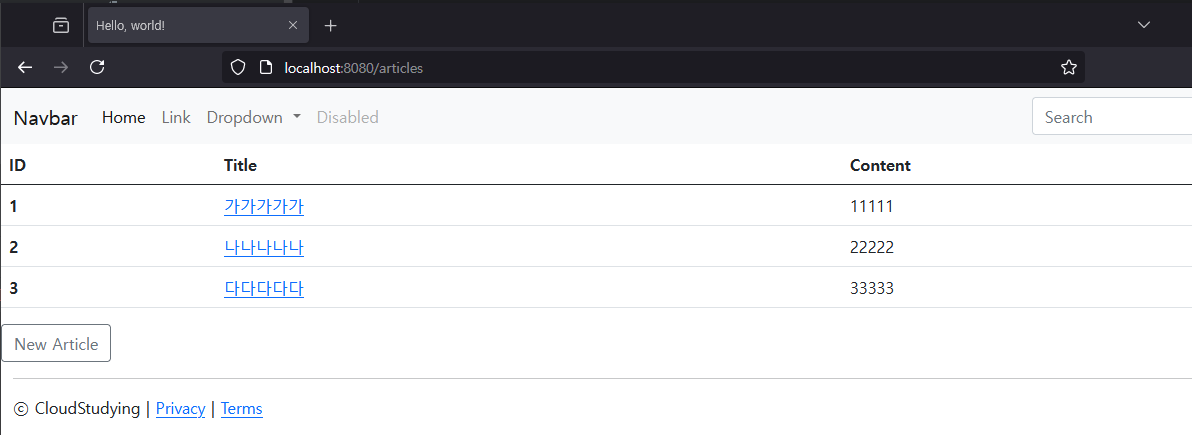 Hello, world!
localhost:8080/articles
Navbar Home Link Dropdown Disabled Search
ID Title Content
1 가가가가가 11111
2 나나나나나 22222
3 다다다다다 33333
New Article
ⓒ CloudStudying | Privacy | Terms